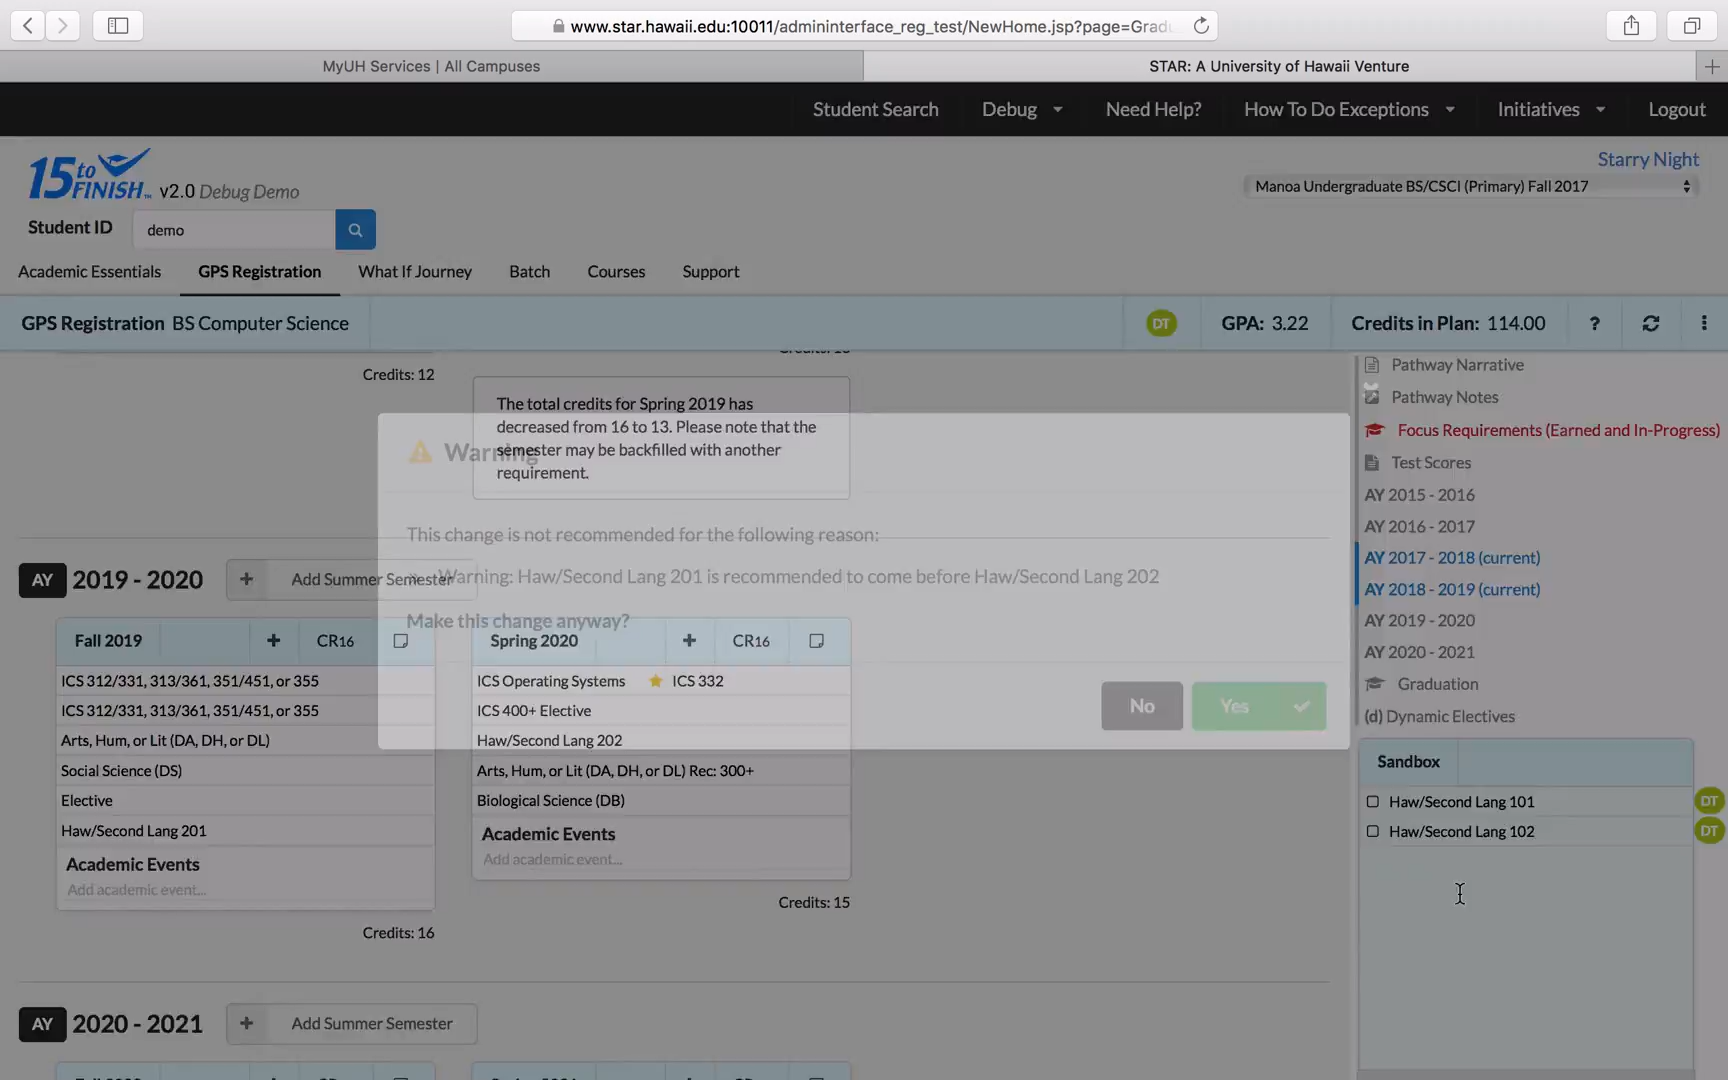 www.star.hawaii.edu:10011/admininterface_reg_test/NewHome.jsp?page=Gradu
MyUH Services | All Campuses
STAR: A University of Hawaii Venture
Student Search
Debug
Need Help?
How To Do Exceptions
Initiatives
Logout
15 to FINISH™ v2.0 Debug Demo
Starry Night
Manoa Undergraduate BS/CSCI (Primary) Fall 2017
Student ID
demo
Academic Essentials
GPS Registration
What If Journey
Batch
Courses
Support
GPS Registration BS Computer Science
DT
GPA: 3.22
Credits in Plan: 114.00
?
Credits: 12
The total credits for Spring 2019 has
decreased from 16 to 13. Please note that the
semester may be backfilled with another
requirement.
Warning
This change is not recommended for the following reason:
Warning: Haw/Second Lang 201 is recommended to come before Haw/Second Lang 202
Make this change anyway?
No
Yes
AY 2019 - 2020
+ Add Summer Semester
Fall 2019
+
CR16
ICS 312/331, 313/361, 351/451, or 355
ICS 312/331, 313/361, 351/451, or 355
Arts, Hum, or Lit (DA, DH, or DL)
Social Science (DS)
Elective
Haw/Second Lang 201
Academic Events
Add academic event...
Credits: 16
Spring 2020
+
CR16
ICS Operating Systems ICS 332
ICS 400+ Elective
Haw/Second Lang 202
Arts, Hum, or Lit (DA, DH, or DL) Rec: 300+
Biological Science (DB)
Academic Events
Add academic event...
Credits: 15
AY 2020 - 2021
+ Add Summer Semester
Pathway Narrative
Pathway Notes
Focus Requirements (Earned and In-Progress)
Test Scores
AY 2015 - 2016
AY 2016 - 2017
AY 2017 - 2018 (current)
AY 2018 - 2019 (current)
AY 2019 - 2020
AY 2020 - 2021
Graduation
(d) Dynamic Electives
Sandbox
Haw/Second Lang 101
DT
Haw/Second Lang 102
DT